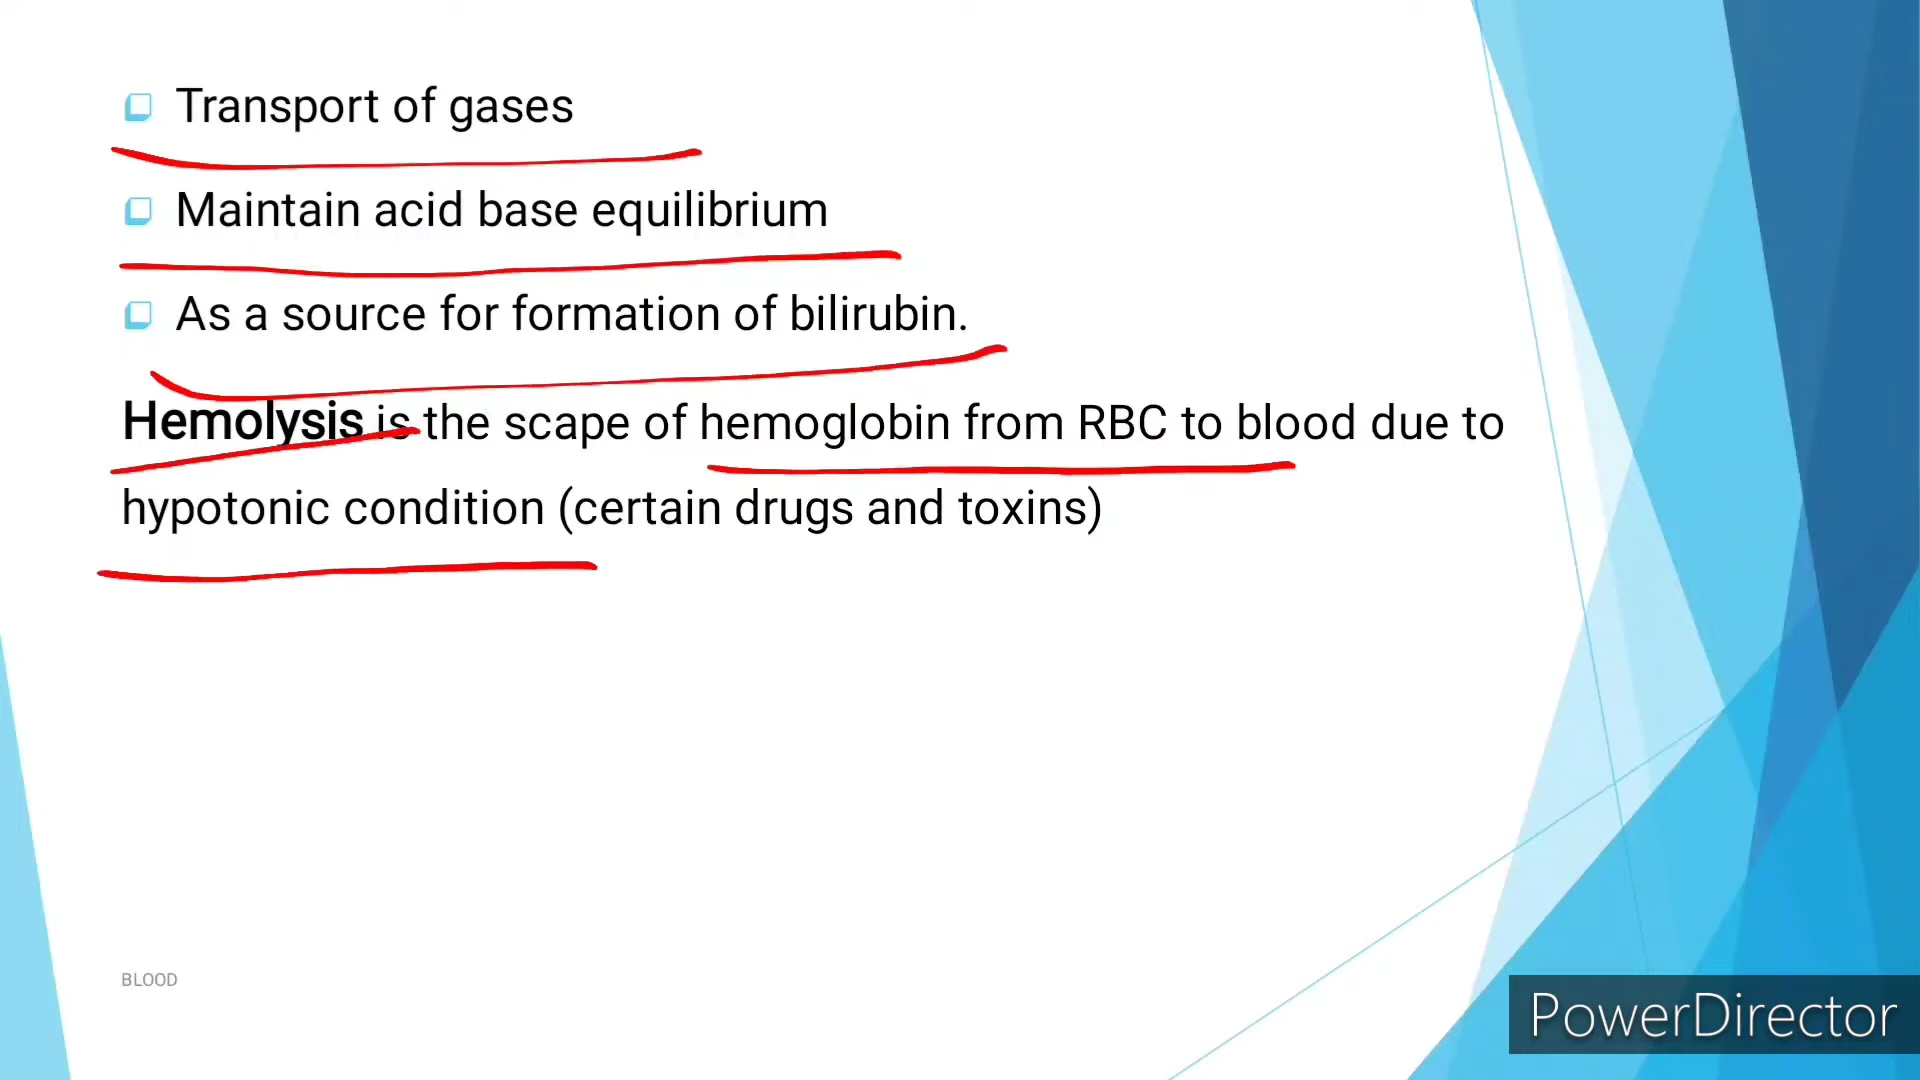 Transport of gases
Maintain acid base equilibrium
As a source for formation of bilirubin.
Hemolysis is the scape of hemoglobin from RBC to blood due to
hypotonic condition (certain drugs and toxins)
BLOOD
PowerDirector